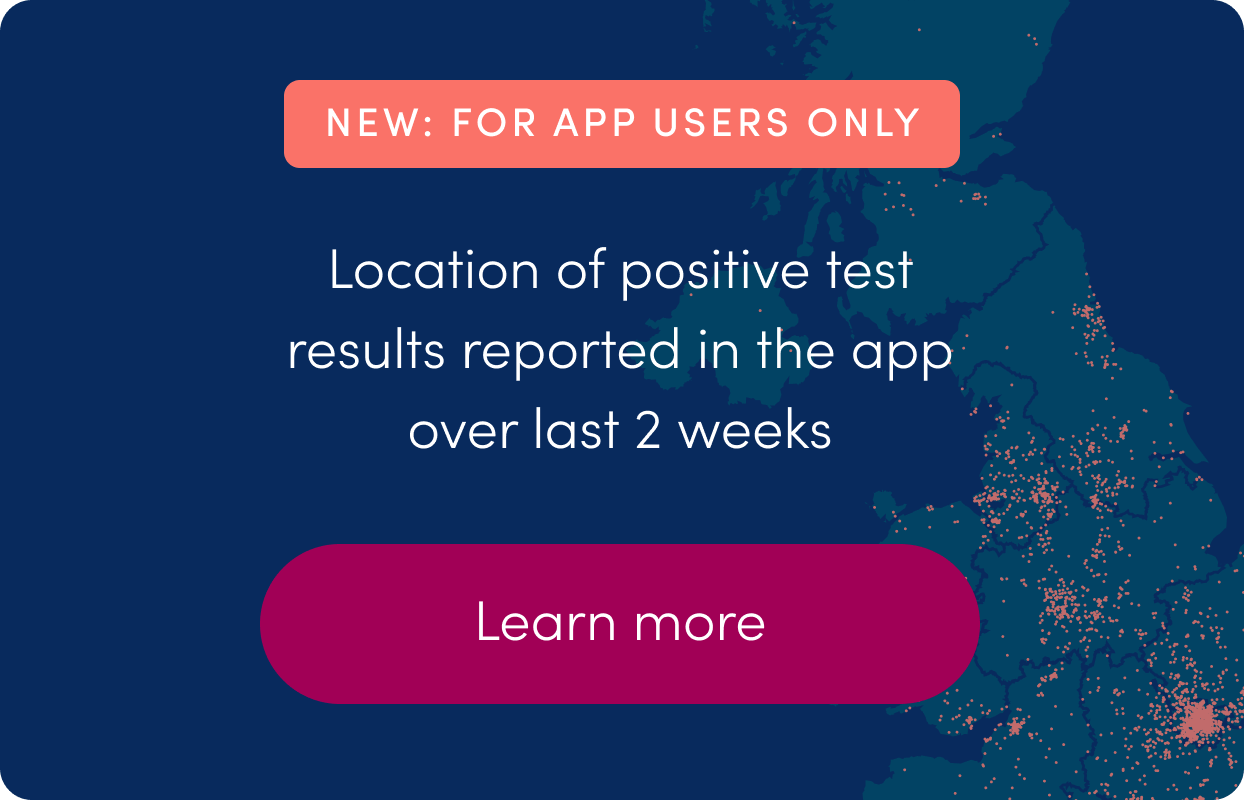 NEW: FOR APP USERS ONLY
Location of positive test
results reported in the app
over last 2 weeks
Learn more